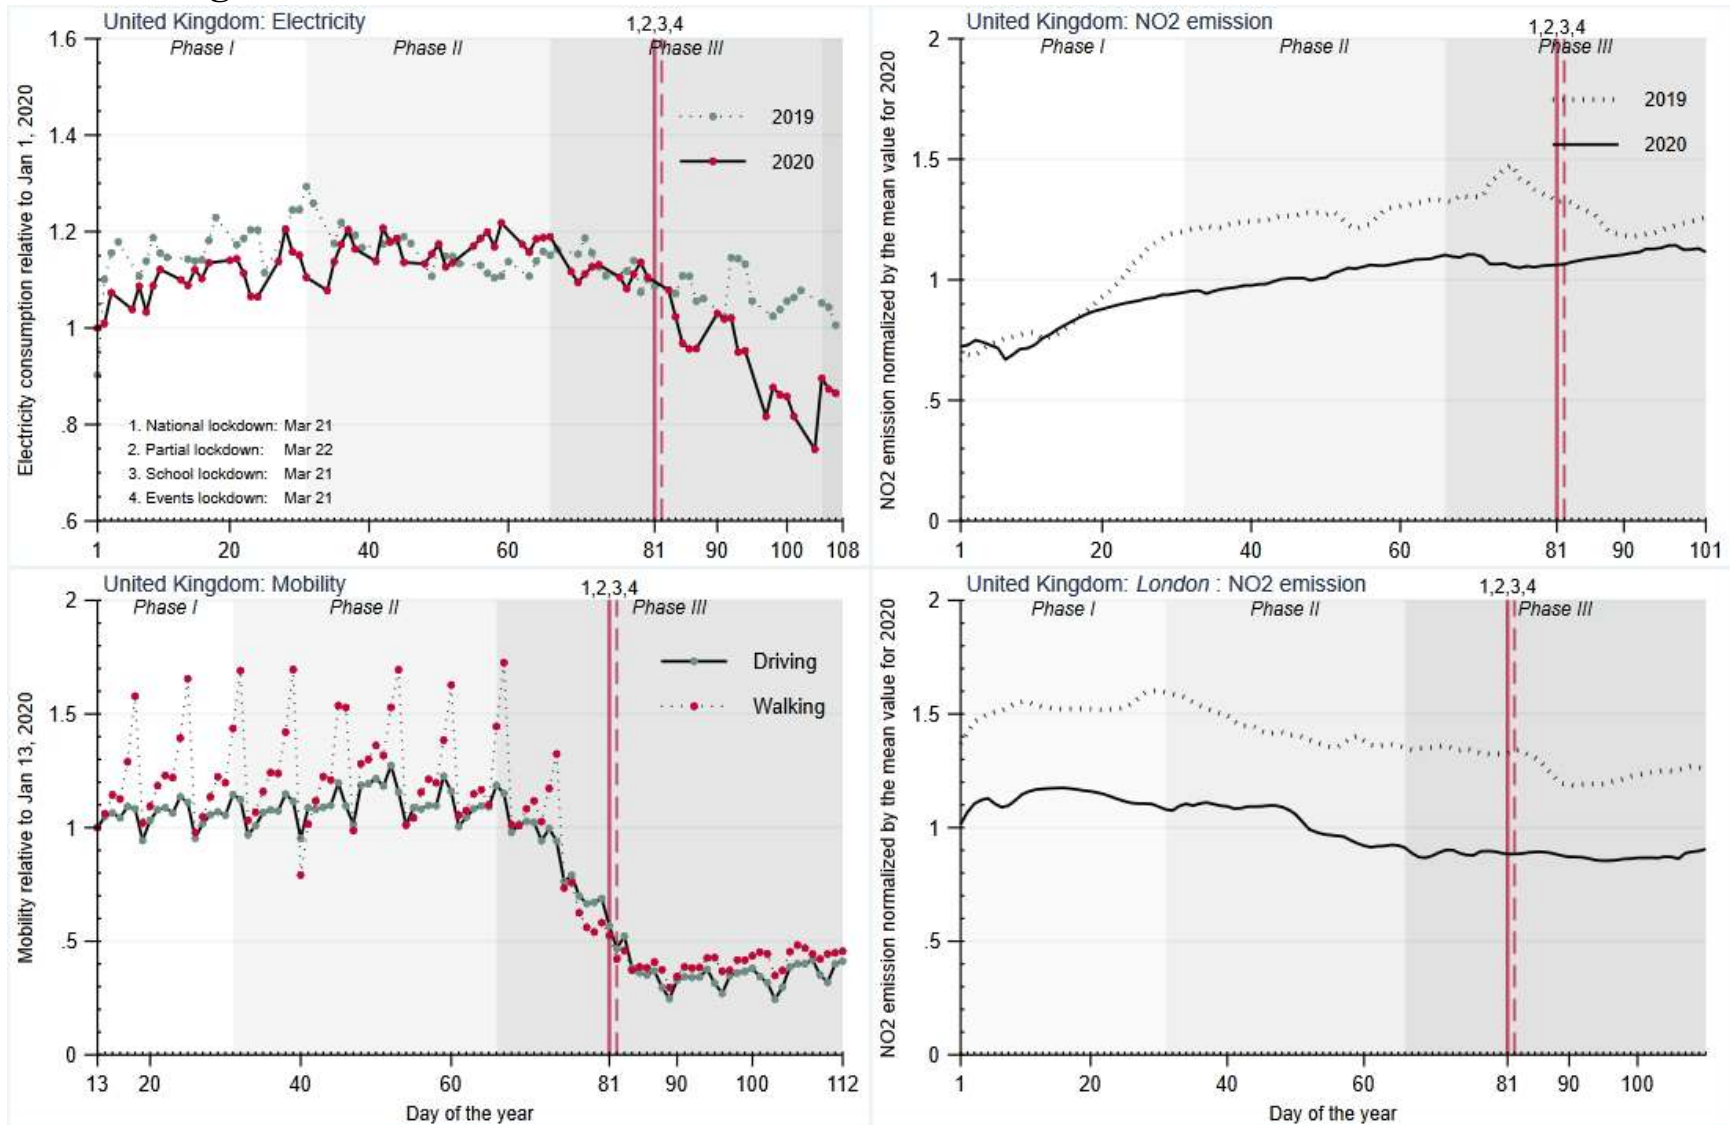 United Kingdom: Electricity
1,2,3,4
1.6
Phase I
Phase II
Phase III
2019
1.4
2020
1.2
1
.8
1. National lockdown: Mar 21
2. Partial lockdown: Mar 22
3. School lockdown: Mar 21
4. Events lockdown: Mar 21
.6
1 20 40 60 81 90 100 108
Electricity consumption relative to Jan 1, 2020
United Kingdom: NO2 emission
1,2,3,4
2
Phase I
Phase II
Phase III
2019
2020
1.5
1
.5
0
1 20 40 60 81 90 101
NO2 emission normalized by the mean value for 2020
United Kingdom: Mobility
1,2,3,4
2
Phase I
Phase II
Phase III
Driving
Walking
1.5
1
.5
0
13 20 40 60 81 90 100 112
Day of the year
Mobility relative to Jan 13, 2020
United Kingdom: London : NO2 emission
1,2,3,4
2
Phase I
Phase II
Phase III
1.5
1
.5
0
1 20 40 60 81 90 100
Day of the year
NO2 emission normalized by the mean value for 2020